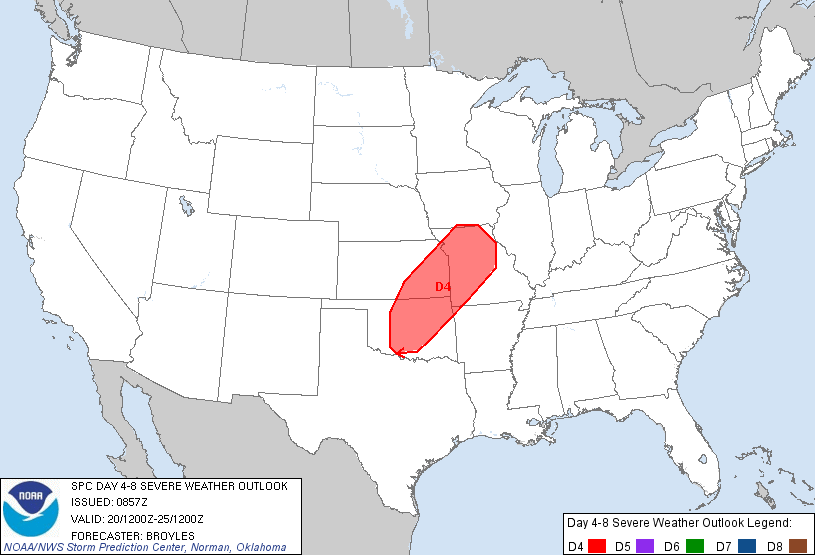 D4
NOAA
SPC DAY 4-8 SEVERE WEATHER OUTLOOK
ISSUED: 0857Z
VALID: 20/1200Z-25/1200Z
FORECASTER: BROYLES
NOAA/NWS Storm Prediction Center, Norman, Oklahoma
Day 4-8 Severe Weather Outlook Legend:
D4 D5 D6 D7 D8